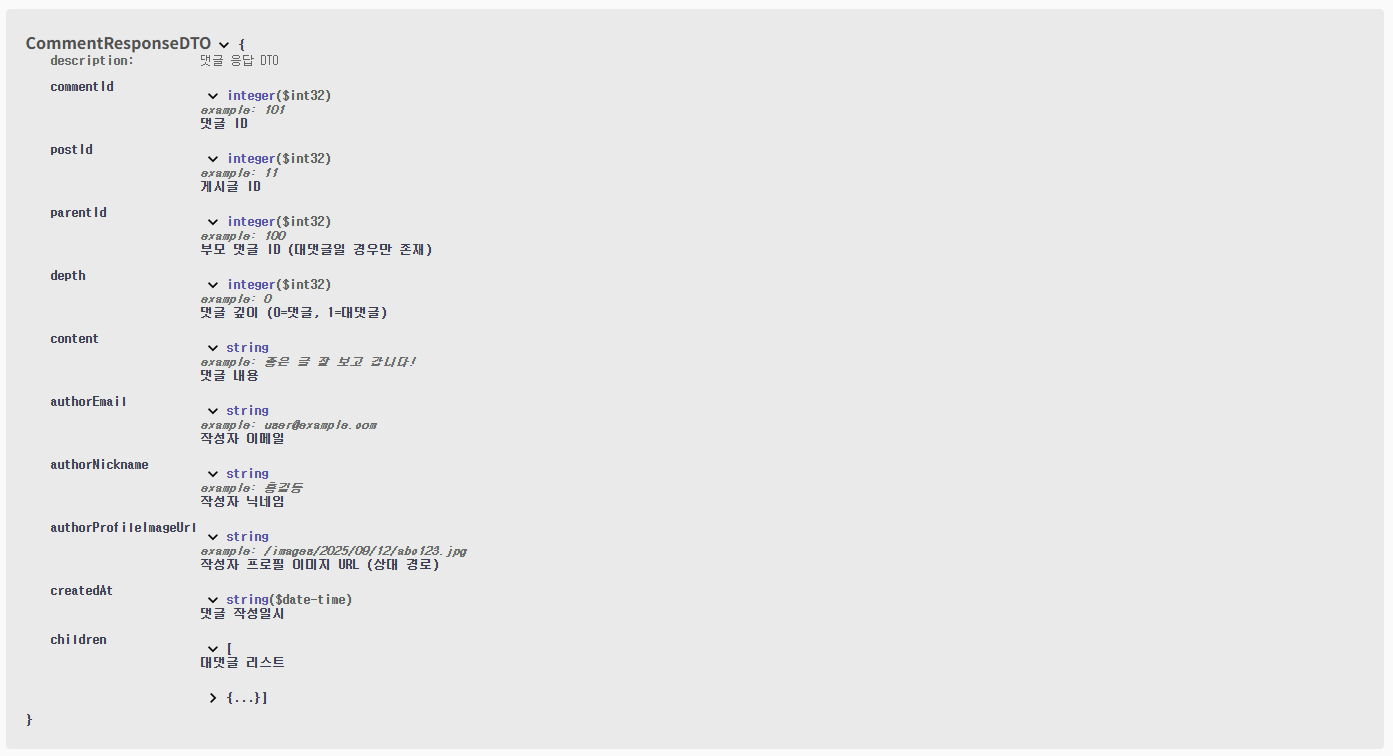 CommentResponseDTO {
description: 댓글 응답 DTO
commentId
integer($int32)
example: 101
댓글 ID
postId
integer($int32)
example: 11
게시글 ID
parentId
integer($int32)
example: 100
부모 댓글 ID (대댓글일 경우만 존재)
depth
integer($int32)
example: 0
댓글 깊이 (0=댓글, 1=대댓글)
content
string
example: 좋은 글 잘 보고 갑니다!
댓글 내용
authorEmail
string
example: user@example.com
작성자 이메일
authorNickname
string
example: 홍길동
작성자 닉네임
authorProfileImageUrl
string
example: /images/2025/09/12/abc123.jpg
작성자 프로필 이미지 URL (상대 경로)
createdAt
string($date-time)
댓글 작성일시
children
[
대댓글 리스트
{...}]
}